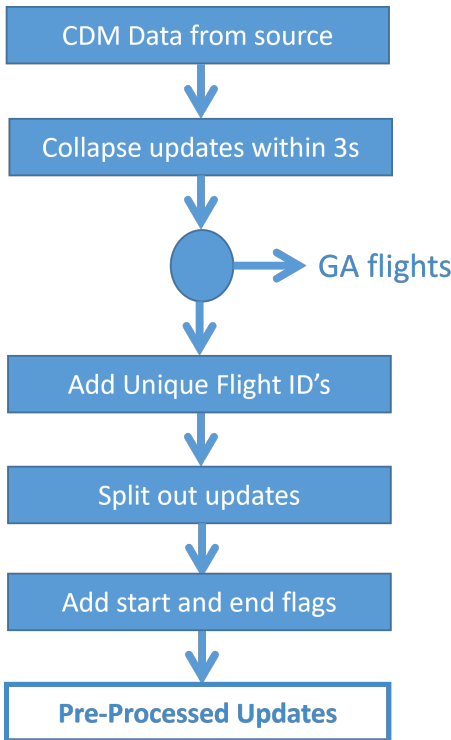 CDM Data from source
Collapse updates within 3s
GA flights
Add Unique Flight ID’s
Split out updates
Add start and end flags
Pre-Processed Updates